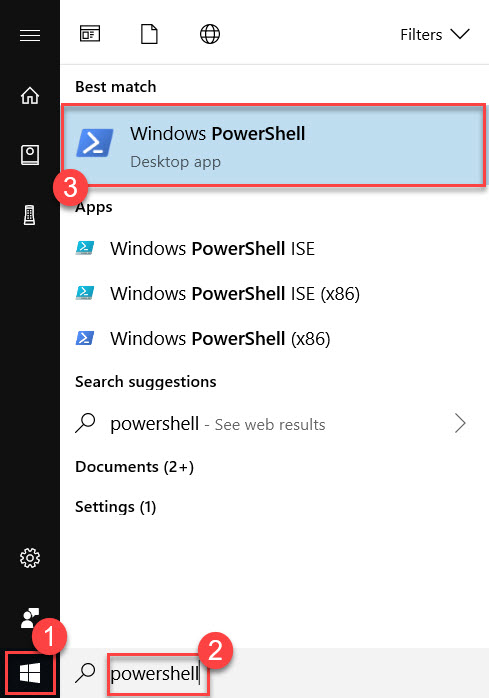 Filters
Best match
Windows PowerShell
Desktop app
3
Apps
Windows PowerShell ISE
Windows PowerShell ISE (x86)
Windows PowerShell (x86)
Search suggestions
powershell - See web results
Documents (2+)
Settings (1)
1
2
powershell